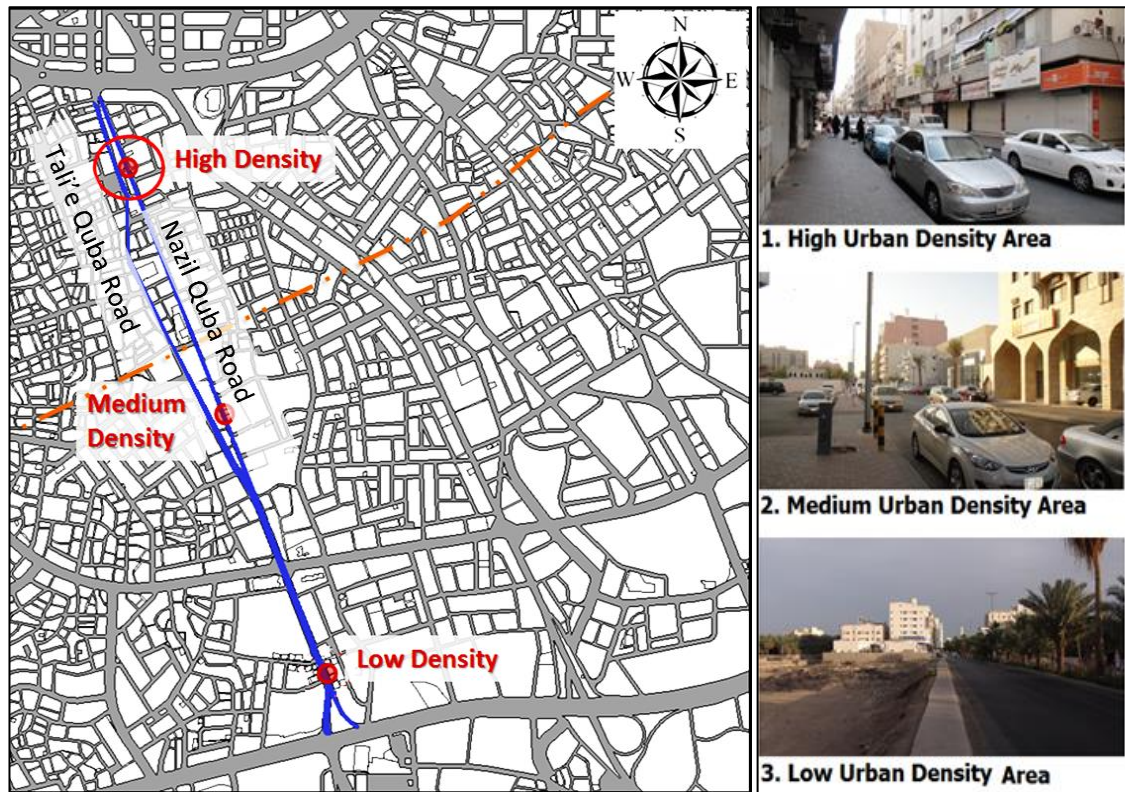 N
W
E
S
High Density
Tali'e Quba Road
Nazil Quba Road
Medium
Density
Low Density
1. High Urban Density Area
2. Medium Urban Density Area
3. Low Urban Density Area